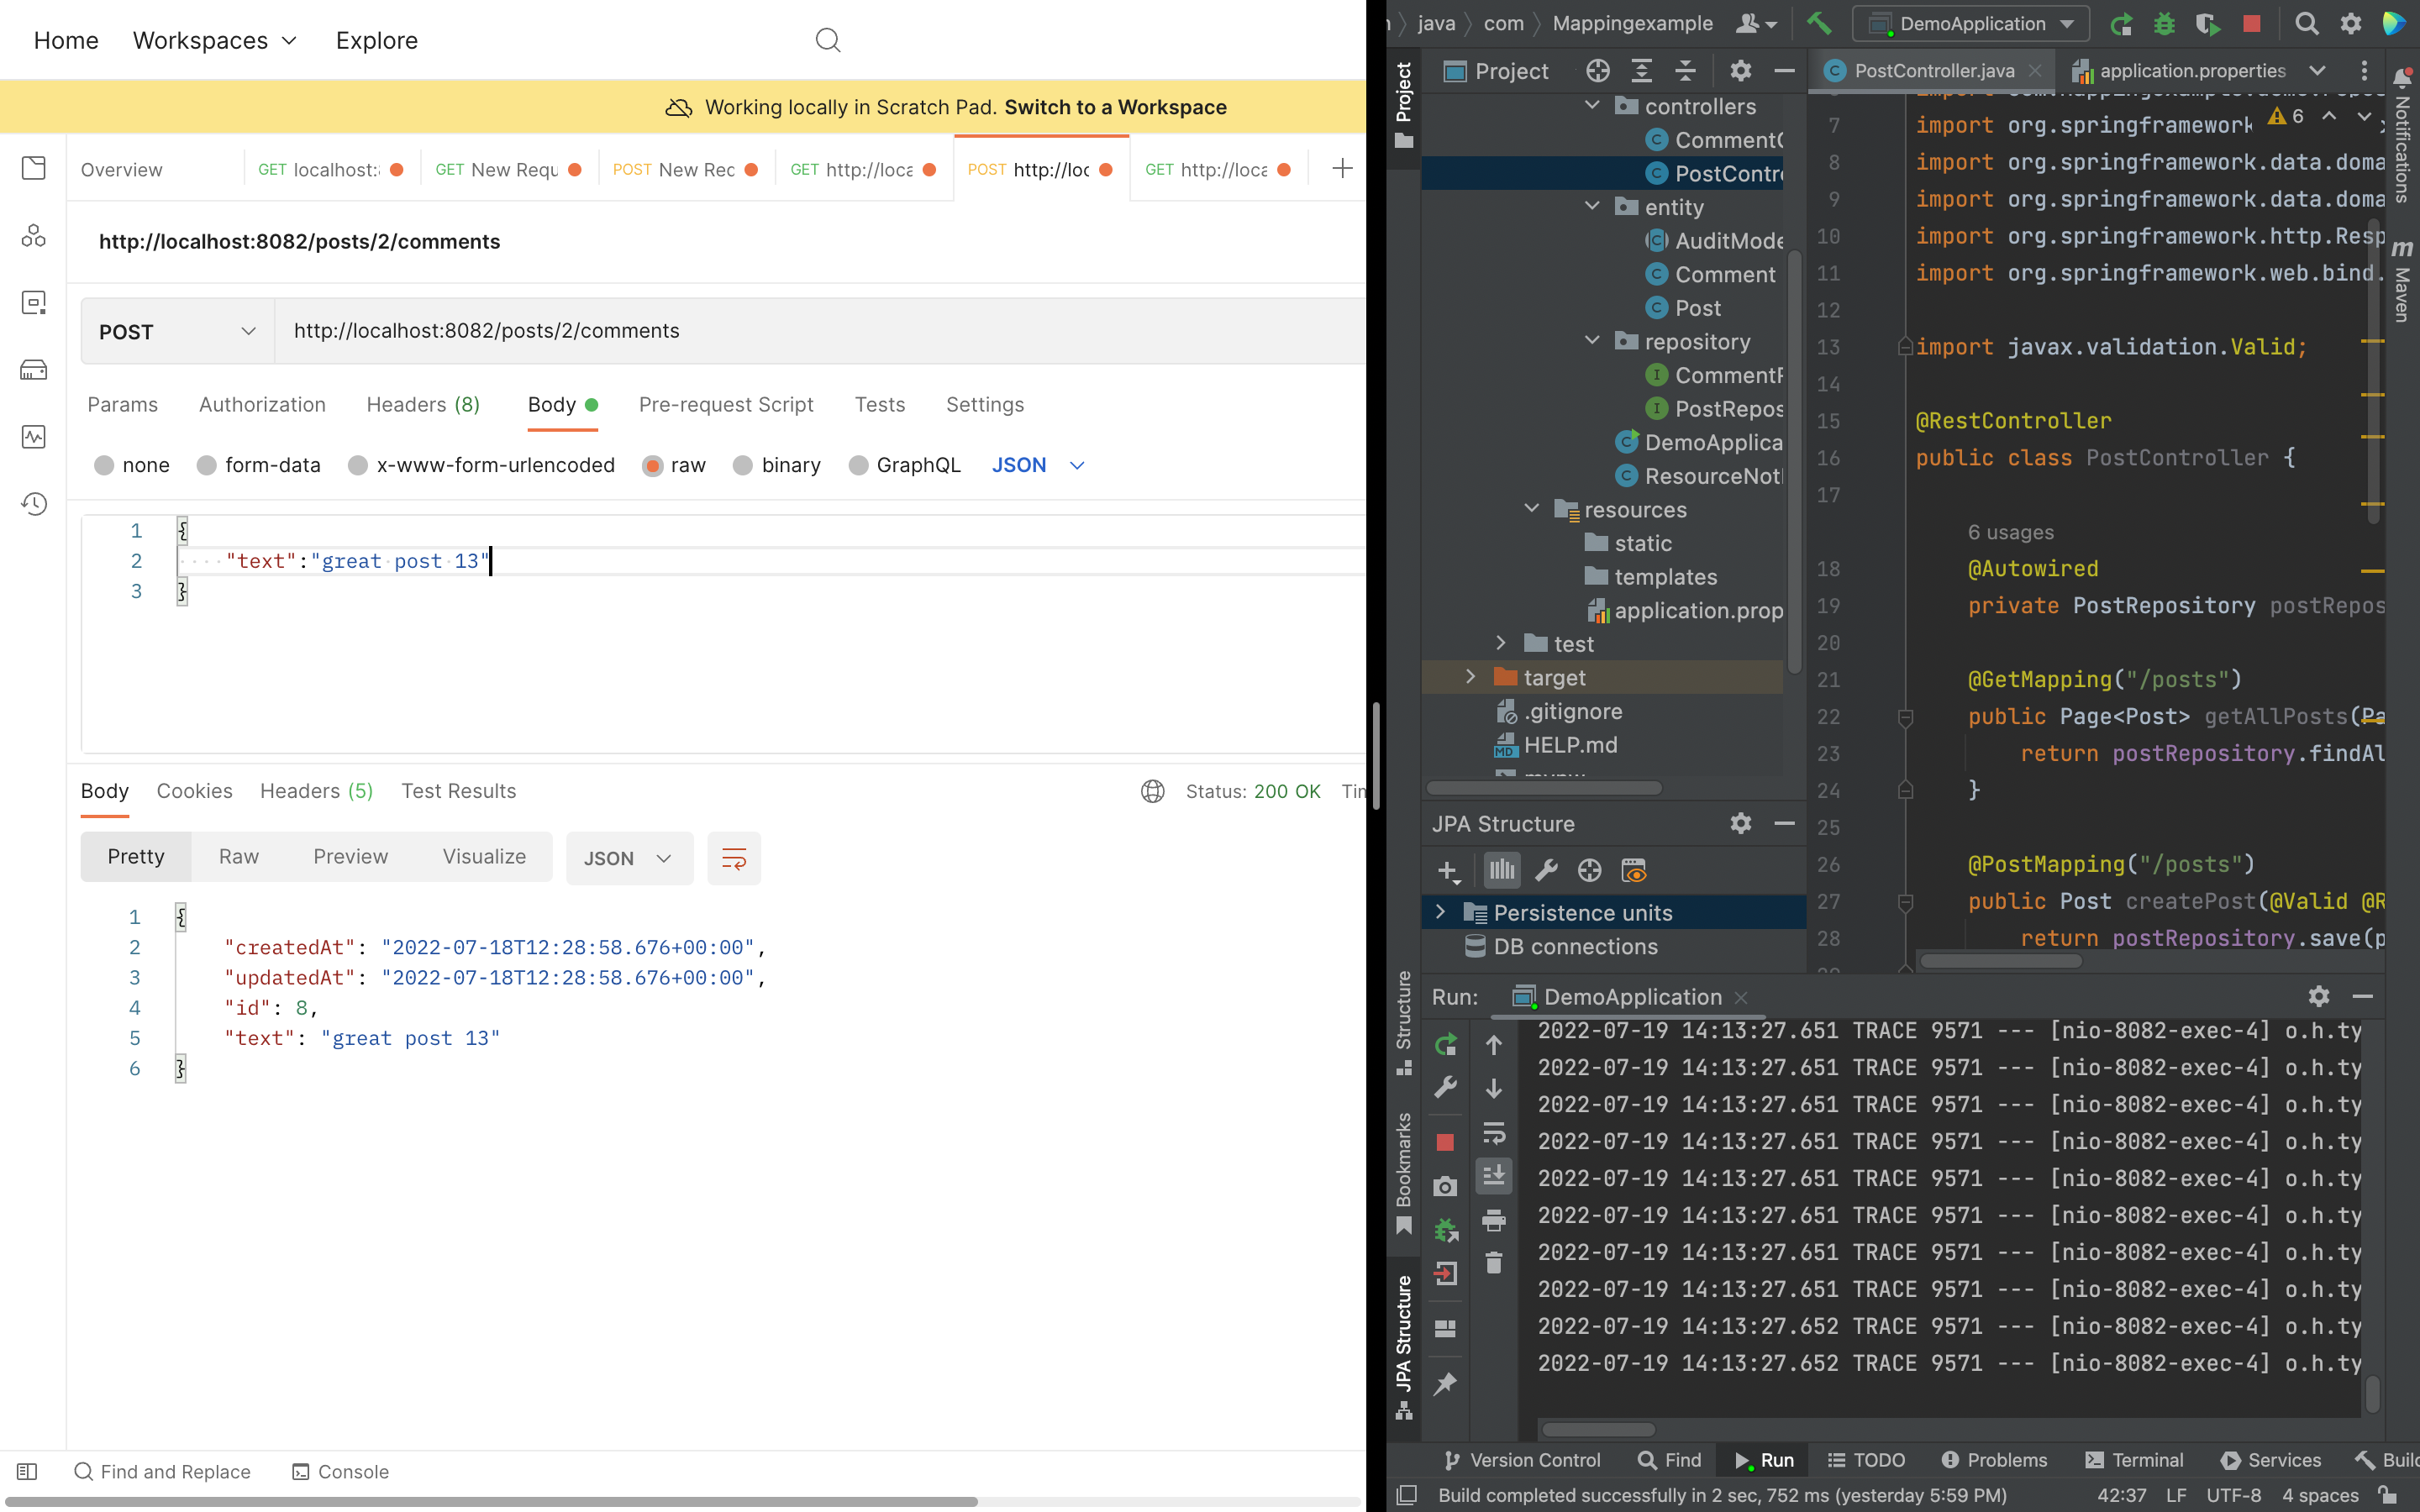 Home Workspaces Explore
Working locally in Scratch Pad. Switch to a Workspace
Overview GET localhost: GET New Requ POST New Rec GET http://loca POST http://loc GET http://loca
http://localhost:8082/posts/2/comments
POST http://localhost:8082/posts/2/comments
Params Authorization Headers (8) Body Pre-request Script Tests Settings
none form-data x-www-form-urlencoded raw binary GraphQL JSON
1 {
2 "text":"great post 13"
3 }
Body Cookies Headers (5) Test Results Status: 200 OK Tim
Pretty Raw Preview Visualize JSON
1 {
2 "createdAt": "2022-07-18T12:28:58.676+00:00",
3 "updatedAt": "2022-07-18T12:28:58.676+00:00",
4 "id": 8,
5 "text": "great post 13"
6 }
Find and Replace Console
java com Mappingexample DemoApplication
Project
Project
controllers
Comment
PostContr
entity
AuditMode
Comment
Post
repository
Comment
PostRepos
DemoApplica
ResourceNot
resources
static
templates
application.prop
test
target
.gitignore
HELP.md
JPA Structure
Persistence units
DB connections
PostController.java application.properties
6
7 import org.springframework
8 import org.springframework.data.doma
9 import org.springframework.data.doma
10 import org.springframework.http.Resp
11 import org.springframework.web.bind.
12
13 import javax.validation.Valid;
14
15 @RestController
16 public class PostController {
17
6 usages
18 @Autowired
19 private PostRepository postRepos
20
21 @GetMapping("/posts")
22 public Page<Post> getAllPosts(Pa
23 return postRepository.findAl
24 }
25
26 @PostMapping("/posts")
27 public Post createPost(@Valid @R
28 return postRepository.save(p
Notifications
Maven
Structure
Bookmarks
JPA Structure
Run: DemoApplication
2022-07-19 14:13:27.651 TRACE 9571 --- [nio-8082-exec-4] o.h.ty
2022-07-19 14:13:27.651 TRACE 9571 --- [nio-8082-exec-4] o.h.ty
2022-07-19 14:13:27.651 TRACE 9571 --- [nio-8082-exec-4] o.h.ty
2022-07-19 14:13:27.651 TRACE 9571 --- [nio-8082-exec-4] o.h.ty
2022-07-19 14:13:27.651 TRACE 9571 --- [nio-8082-exec-4] o.h.ty
2022-07-19 14:13:27.651 TRACE 9571 --- [nio-8082-exec-4] o.h.ty
2022-07-19 14:13:27.651 TRACE 9571 --- [nio-8082-exec-4] o.h.ty
2022-07-19 14:13:27.651 TRACE 9571 --- [nio-8082-exec-4] o.h.ty
2022-07-19 14:13:27.652 TRACE 9571 --- [nio-8082-exec-4] o.h.ty
2022-07-19 14:13:27.652 TRACE 9571 --- [nio-8082-exec-4] o.h.ty
Version Control Find Run TODO Problems Terminal Services Build
Build completed successfully in 2 sec, 752 ms (yesterday 5:59 PM) 42:37 LF UTF-8 4 spaces